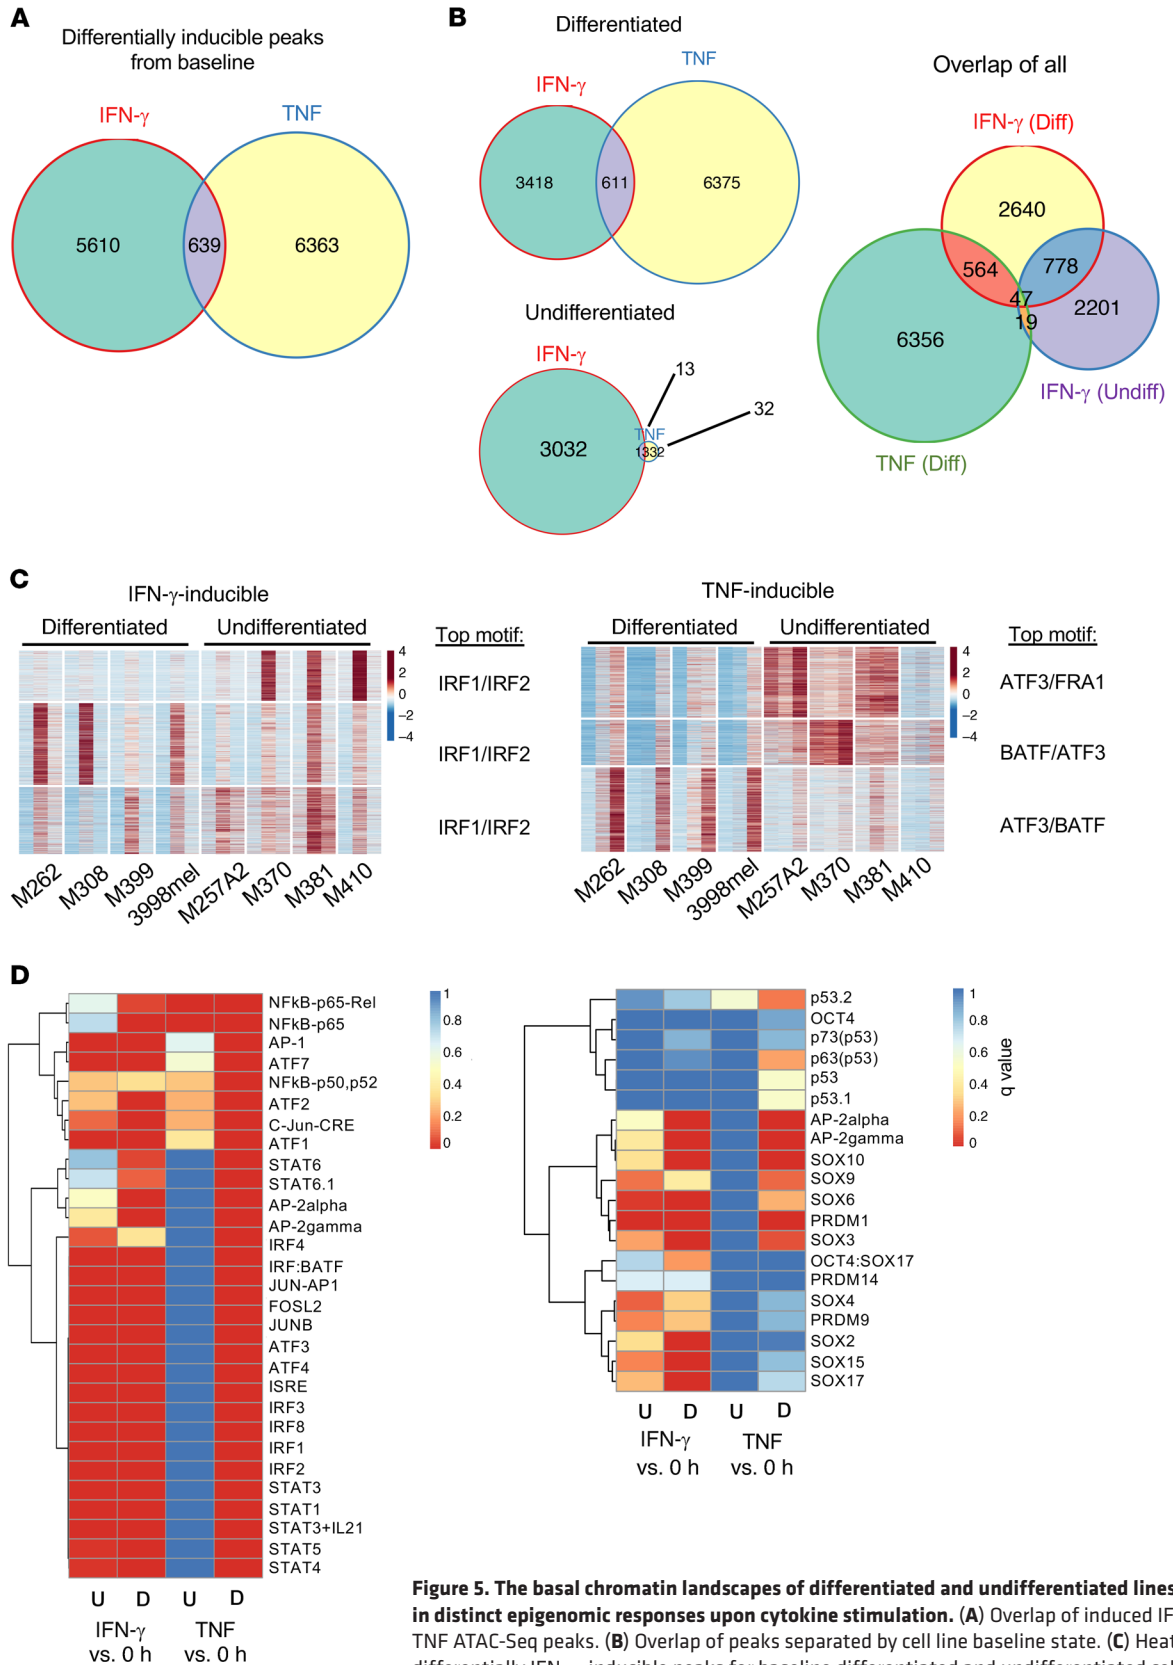 A
Differentially inducible peaks
from baseline
IFN-γ
TNF
5610
639
6363
B
Differentiated
IFN-γ
TNF
3418
611
6375
Undifferentiated
IFN-γ
TNF
13
32
3032
1332
Overlap of all
IFN-γ (Diff)
2640
564
778
47
19
2201
6356
IFN-γ (Undiff)
TNF (Diff)
C
IFN-γ-inducible
Differentiated
Undifferentiated
Top motif:
4
2
0
−2
−4
IRF1/IRF2
IRF1/IRF2
IRF1/IRF2
M262
M308
M399
3998mel
M257A2
M370
M381
M410
TNF-inducible
Differentiated
Undifferentiated
Top motif:
4
2
0
−2
−4
ATF3/FRA1
BATF/ATF3
ATF3/BATF
M262
M308
M399
3998mel
M257A2
M370
M381
M410
D
NFkB-p65-Rel
NFkB-p65
AP-1
ATF7
NFkB-p50,p52
ATF2
C-Jun-CRE
ATF1
STAT6
STAT6.1
AP-2alpha
AP-2gamma
IRF4
IRF:BATF
JUN-AP1
FOSL2
JUNB
ATF3
ATF4
ISRE
IRF3
IRF8
IRF1
IRF2
STAT3
STAT1
STAT3+IL21
STAT5
STAT4
1
0.8
0.6
0.4
0.2
0
U
D
U
D
IFN-γ
vs. 0 h
TNF
vs. 0 h
p53.2
OCT4
p73(p53)
p63(p53)
p53
p53.1
AP-2alpha
AP-2gamma
SOX10
SOX9
SOX6
PRDM1
SOX3
OCT4:SOX17
PRDM14
SOX4
PRDM9
SOX2
SOX15
SOX17
1
0.8
0.6
0.4
0.2
0
q value
U
D
U
D
IFN-γ
vs. 0 h
TNF
vs. 0 h
Figure 5. The basal chromatin landscapes of differentiated and undifferentiated lines
in distinct epigenomic responses upon cytokine stimulation. (A) Overlap of induced IF
TNF ATAC-Seq peaks. (B) Overlap of peaks separated by cell line baseline state. (C) Heat